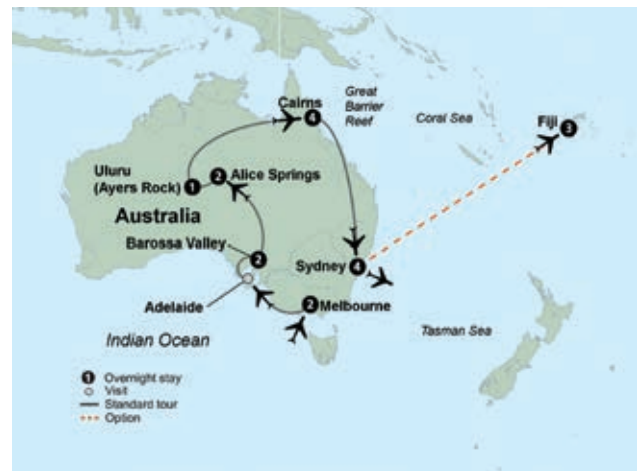 Great
Barrier
Reef
Cairns
4
Coral Sea
Fiji
3
Uluru
(Ayers Rock)
1
2
Alice Springs
Australia
Barossa Valley
2
Sydney
4
Adelaide
2
Melbourne
Indian Ocean
Tasman Sea
1 Overnight stay
Visit
Standard tour
Option